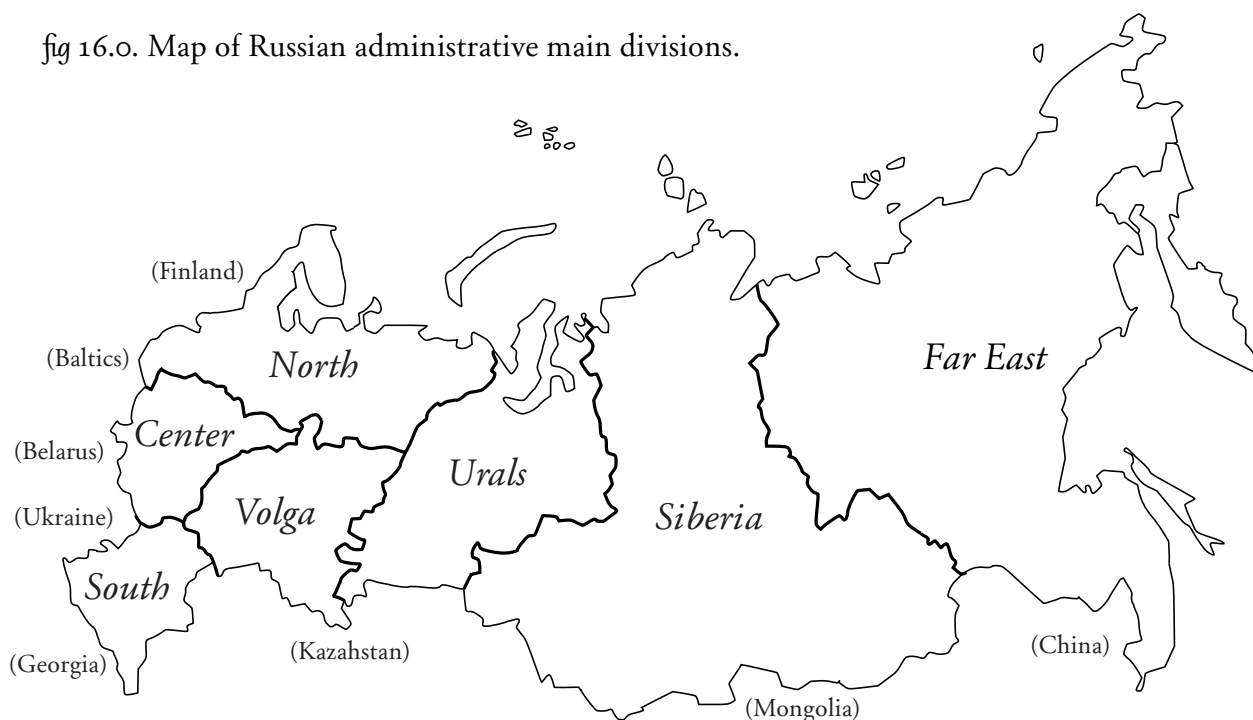 fig 16.0. Map of Russian administrative main divisions.
(Finland)
(Baltics)
North
Far East
(Belarus)
Center
Urals
(Ukraine)
Volga
Siberia
South
(Georgia)
(Kazahstan)
(China)
(Mongolia)